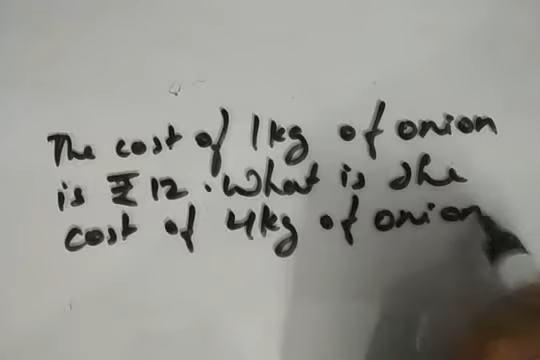 The cost of 1kg of onion
is ₹ 12. What is the
cost of 4kg of onion